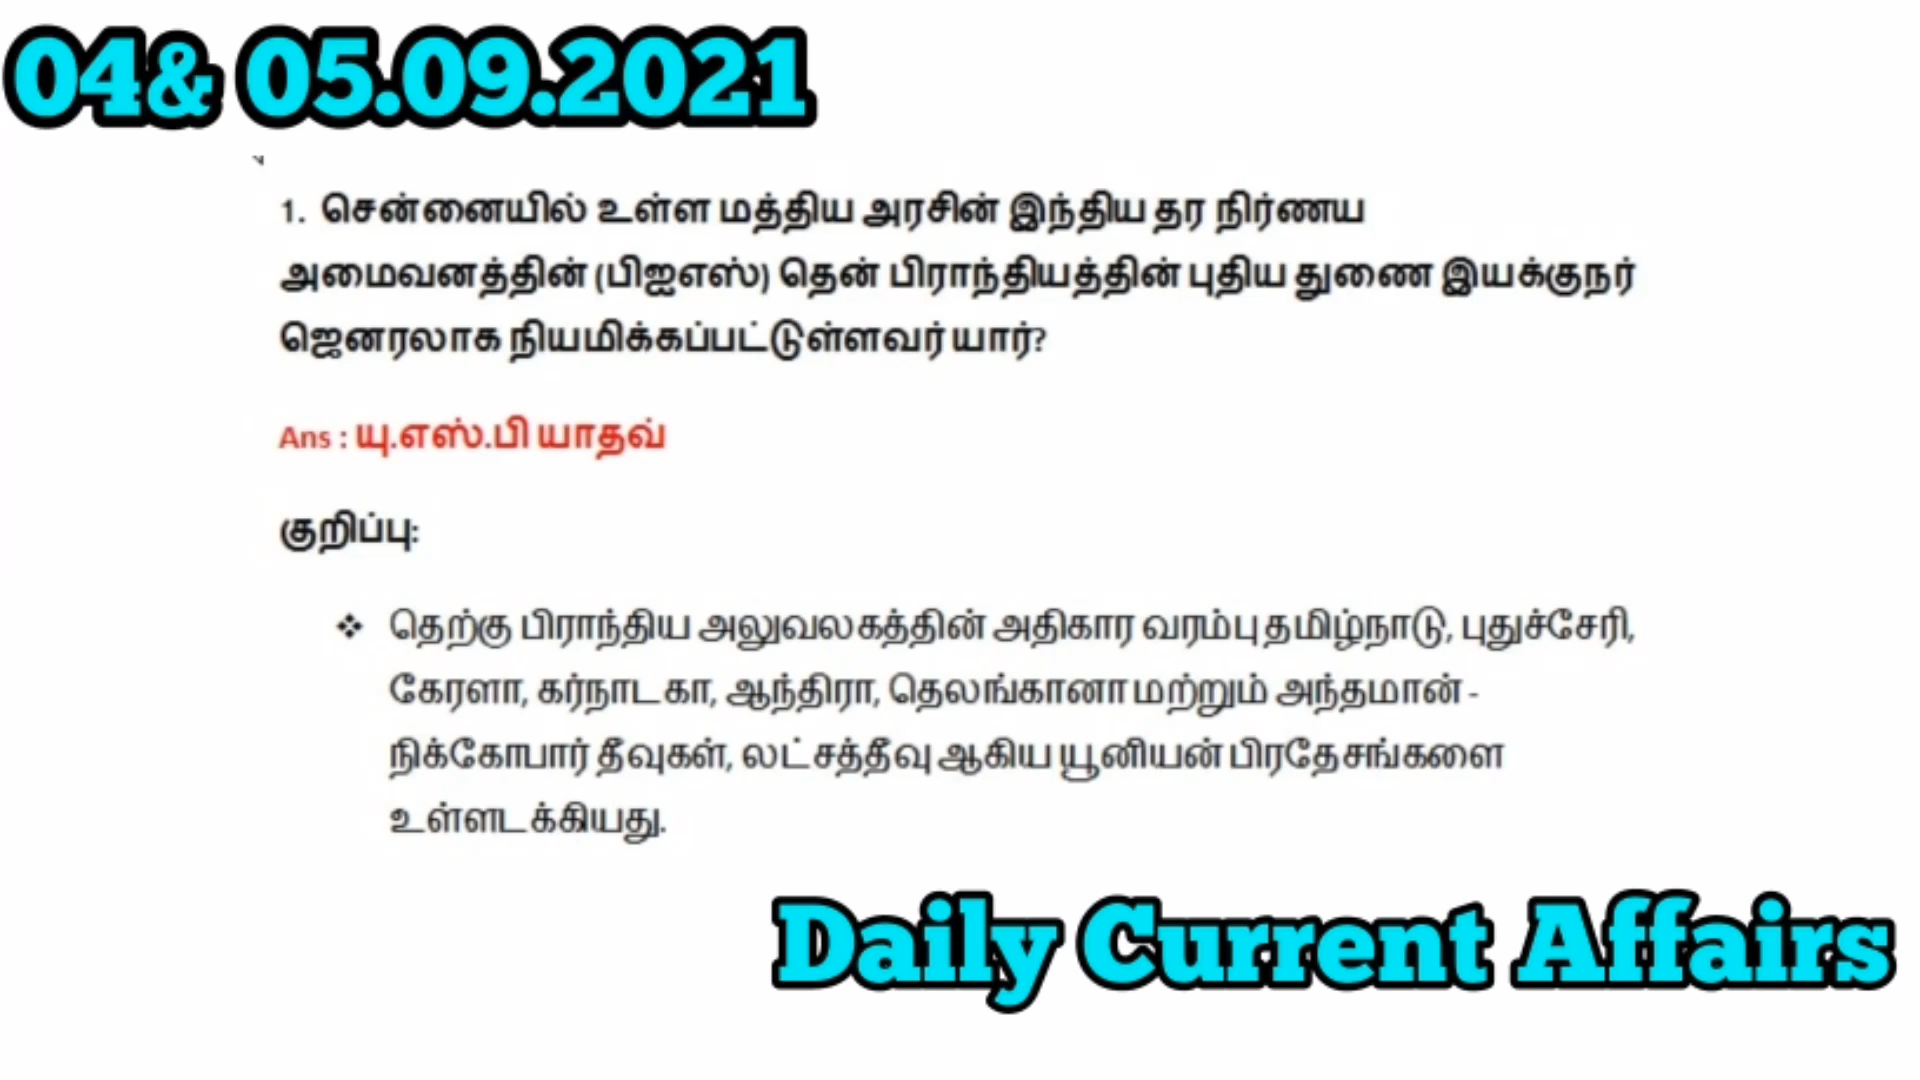 04& 05.09.2021
1. சென்னையில் உள்ள மத்திய அரசின் இந்திய தர நிர்ணய
அமைவனத்தின் (பிஐஎஸ்) தென் பிராந்தியத்தின் புதிய துணை இயக்குநர்
ஜெனரலாக நியமிக்கப்பட்டுள்ளவர் யார்?
Ans : யு.எஸ்.பி யாதவ்
குறிப்பு:
❖ தெற்கு பிராந்திய அலுவலகத்தின் அதிகார வரம்பு தமிழ்நாடு, புதுச்சேரி,
கேரளா, கர்நாடகா, ஆந்திரா, தெலங்கானா மற்றும் அந்தமான் -
நிக்கோபார் தீவுகள், லட்சத்தீவு ஆகிய யூனியன் பிரதேசங்களை
உள்ளடக்கியது.
Daily Current Affairs